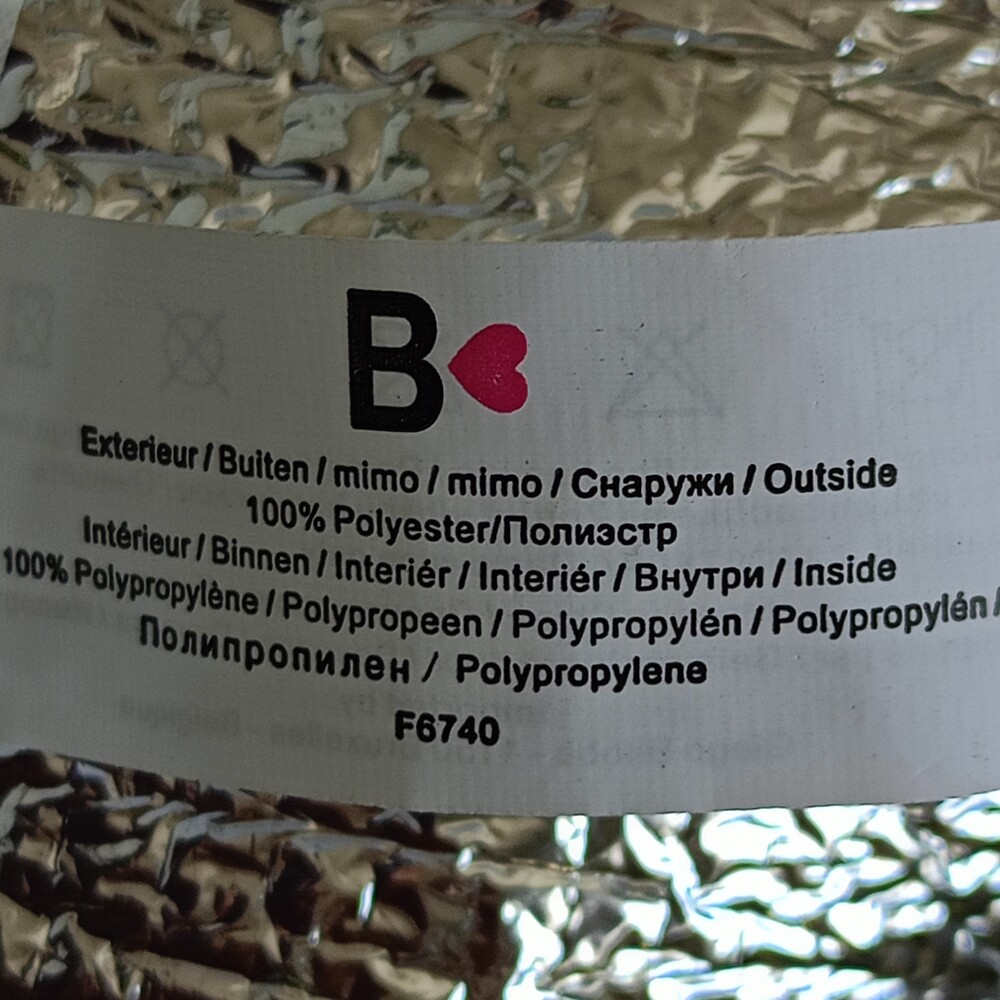 B
Exterieur / Buiten / mimo / mimo / Снаружи / Outside
100% Polyester/Полиэстр
Intérieur / Binnen / Interiér / Interiér / Внутри / Inside
100% Polypropylène / Polypropeen / Polypropylén / Polypropylén /
Полипропилен / Polypropylene
F6740